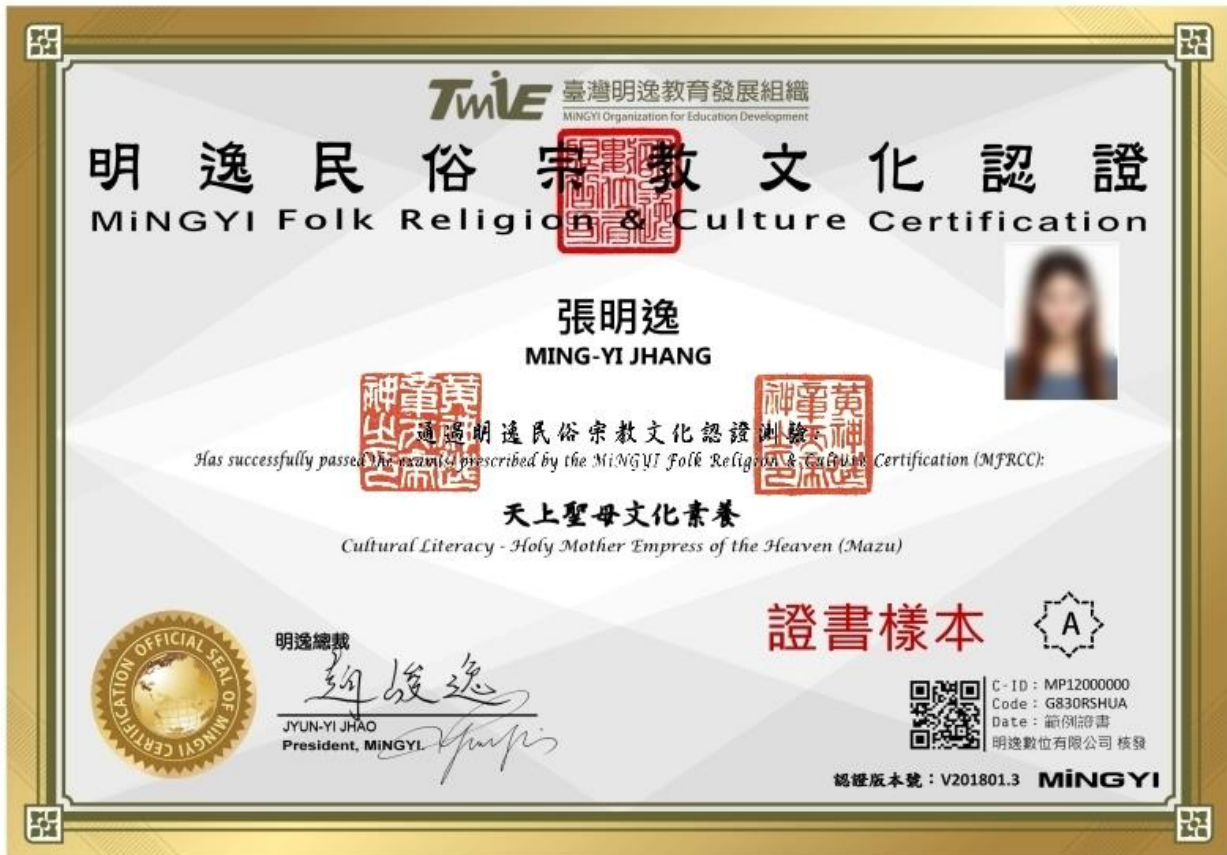 TMiE 臺灣明逸教育發展組織
MiNGYI Organization for Education Development
明逸民俗宗教文化認證
MiNGYI Folk Religion & Culture Certification
張明逸
MING-YI JHANG
通過明逸民俗宗教文化認證測驗:
Has successfully passed the exam(s) prescribed by the MiNGYI Folk Religion & Culture Certification (MFRCC):
天上聖母文化素養
Cultural Literacy - Holy Mother Empress of the Heaven (Mazu)
OFFICIAL SEAL OF MINGYI CERTIFICATION
明逸總裁
趙峻逸
JYUN-YI JHAO
President, MiNGYI.
證書樣本
A
C-ID : MP12000000
Code : G830RSHUA
Date : 範例證書
明逸數位有限公司 核發
認證版本號:V201801.3 MiNGYI